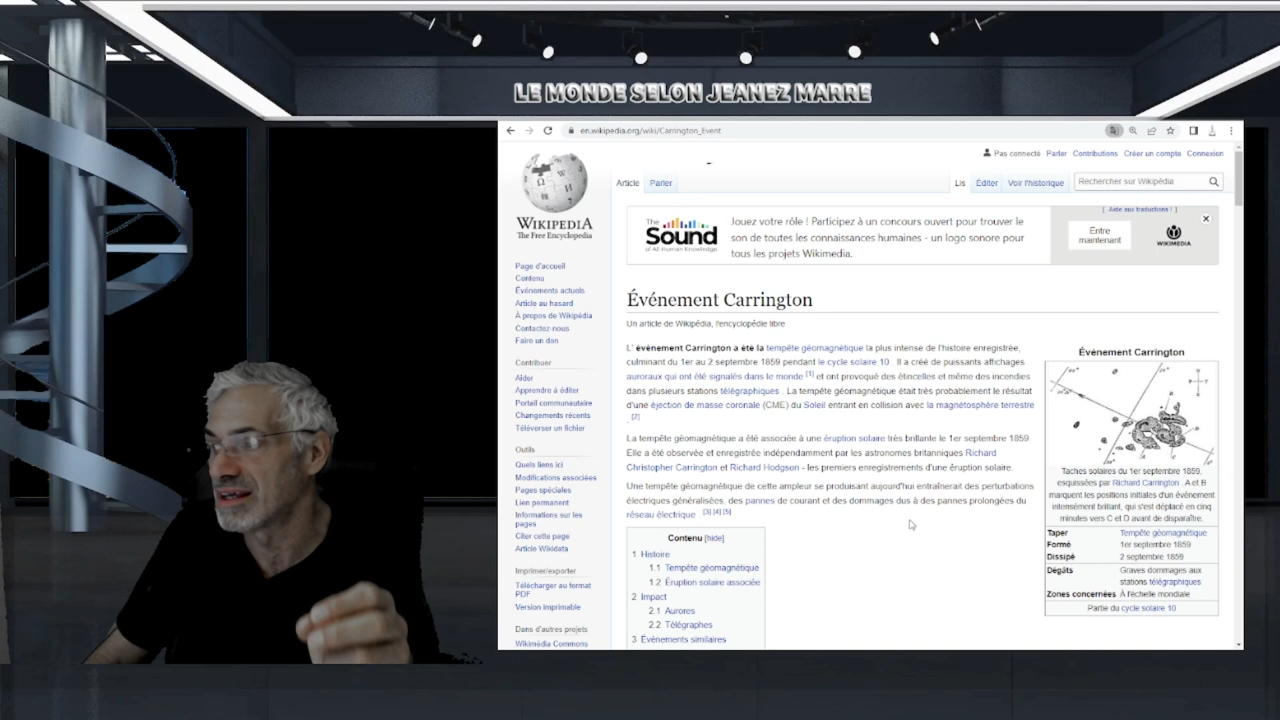 LE MONDE SELON JEANEZ MARRE
en.wikipedia.org/wiki/Carrington_Event
Pas connecté Parler Contributions Créer un compte Connexion
Article Parler Lis Éditer Voir l'historique Rechercher sur Wikipédia
WIKIPEDIA
The Free Encyclopedia
Page d'accueil
Contenu
Événements actuels
Article au hasard
À propos de Wikipédia
Contactez-nous
Faire un don
Contribuer
Aider
Apprendre à éditer
Portail communautaire
Changements récents
Téléverser un fichier
Outils
Quels liens ici
Modifications associées
Pages spéciales
Lien permanent
Informations sur les
pages
Citer cette page
Article Wikidata
Imprimer/exporter
Télécharger au format
PDF
Version imprimable
Dans d'autres projets
Wikimédia Commons
The
Sound
of All Human Knowledge
Jouez votre rôle ! Participez à un concours ouvert pour trouver le
son de toutes les connaissances humaines - un logo sonore pour
tous les projets Wikimedia.
[ Aide aux traductions ! ]
Entre
maintenant
WIKIMEDIA
Événement Carrington
Un article de Wikipédia, l'encyclopédie libre
L' événement Carrington a été la tempête géomagnétique la plus intense de l'histoire enregistrée,
culminant du 1er au 2 septembre 1859 pendant le cycle solaire 10 . Il a créé de puissants affichages
auroraux qui ont été signalés dans le monde [1] et ont provoqué des étincelles et même des incendies
dans plusieurs stations télégraphiques . La tempête géomagnétique était très probablement le résultat
d'une éjection de masse coronale (CME) du Soleil entrant en collision avec la magnétosphère terrestre
. [2]
La tempête géomagnétique a été associée à une éruption solaire très brillante le 1er septembre 1859
Elle a été observée et enregistrée indépendamment par les astronomes britanniques Richard
Christopher Carrington et Richard Hodgson - les premiers enregistrements d'une éruption solaire.
Une tempête géomagnétique de cette ampleur se produisant aujourd'hui entraînerait des perturbations
électriques généralisées, des pannes de courant et des dommages dus à des pannes prolongées du
réseau électrique . [3] [4] [5]
Contenu [hide]
1 Histoire
1.1 Tempête géomagnétique
1.2 Éruption solaire associée
2 Impact
2.1 Aurores
2.2 Télégraphes
3 Événements similaires
Événement Carrington
Taches solaires du 1er septembre 1859,
esquissées par Richard Carrington . A et B
marquent les positions initiales d'un événement
intensément brillant, qui s'est déplacé en cinq
minutes vers C et D avant de disparaître.
Taper Tempête géomagnétique
Formé 1er septembre 1859
Dissipé 2 septembre 1859
Dégâts Graves dommages aux
stations télégraphiques
Zones concernées À l'échelle mondiale
Partie du cycle solaire 10